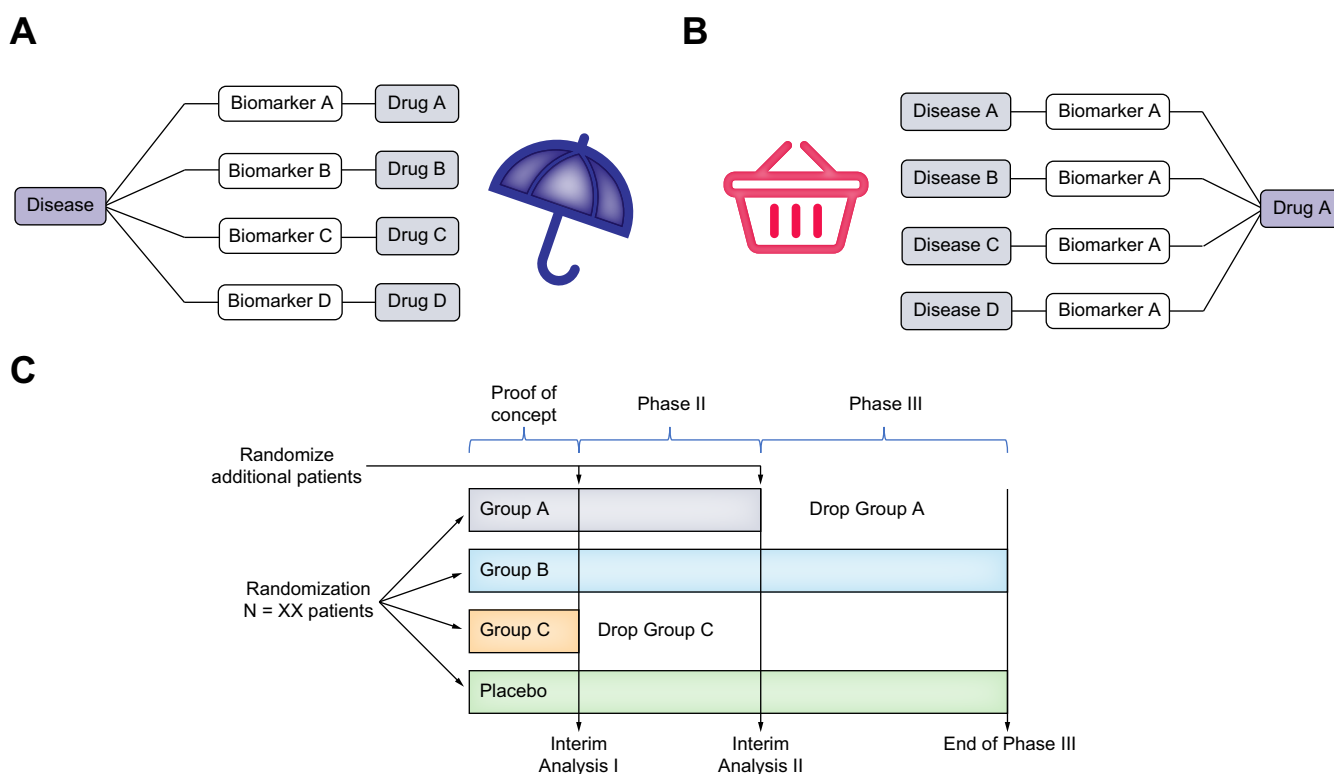 A
Disease
Biomarker A
Drug A
Biomarker B
Drug B
Biomarker C
Drug C
Biomarker D
Drug D
B
Disease A
Biomarker A
Disease B
Biomarker A
Disease C
Biomarker A
Disease D
Biomarker A
Drug A
C
Proof of
concept
Phase II
Phase III
Randomize
additional patients
Group A
Drop Group A
Group B
Randomization
N = XX patients
Group C
Drop Group C
Placebo
Interim
Analysis I
Interim
Analysis II
End of Phase III